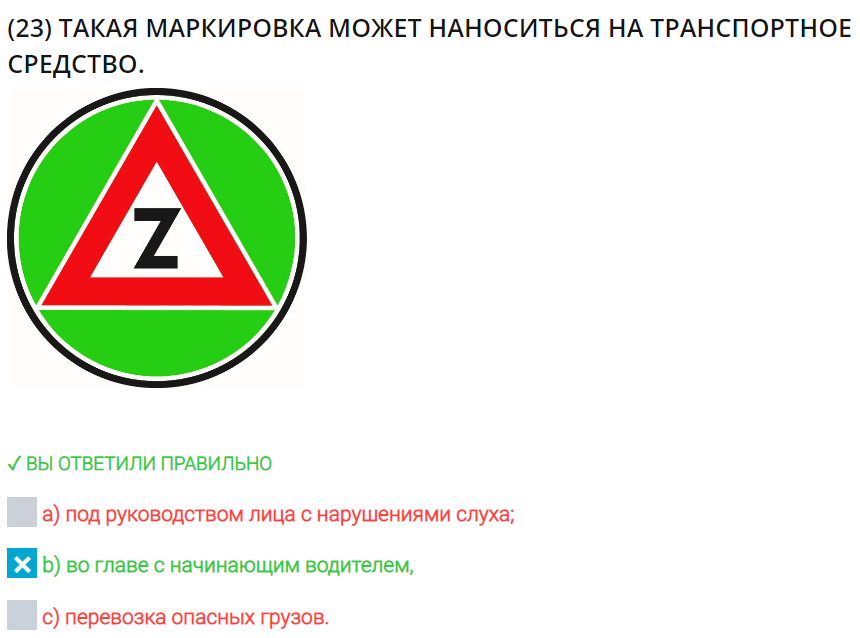 (23) ТАКАЯ МАРКИРОВКА МОЖЕТ НАНОСИТЬСЯ НА ТРАНСПОРТНОЕ
СРЕДСТВО.
Z
✓ ВЫ ОТВЕТИЛИ ПРАВИЛЬНО
a) под руководством лица с нарушениями слуха;
b) во главе с начинающим водителем,
c) перевозка опасных грузов.